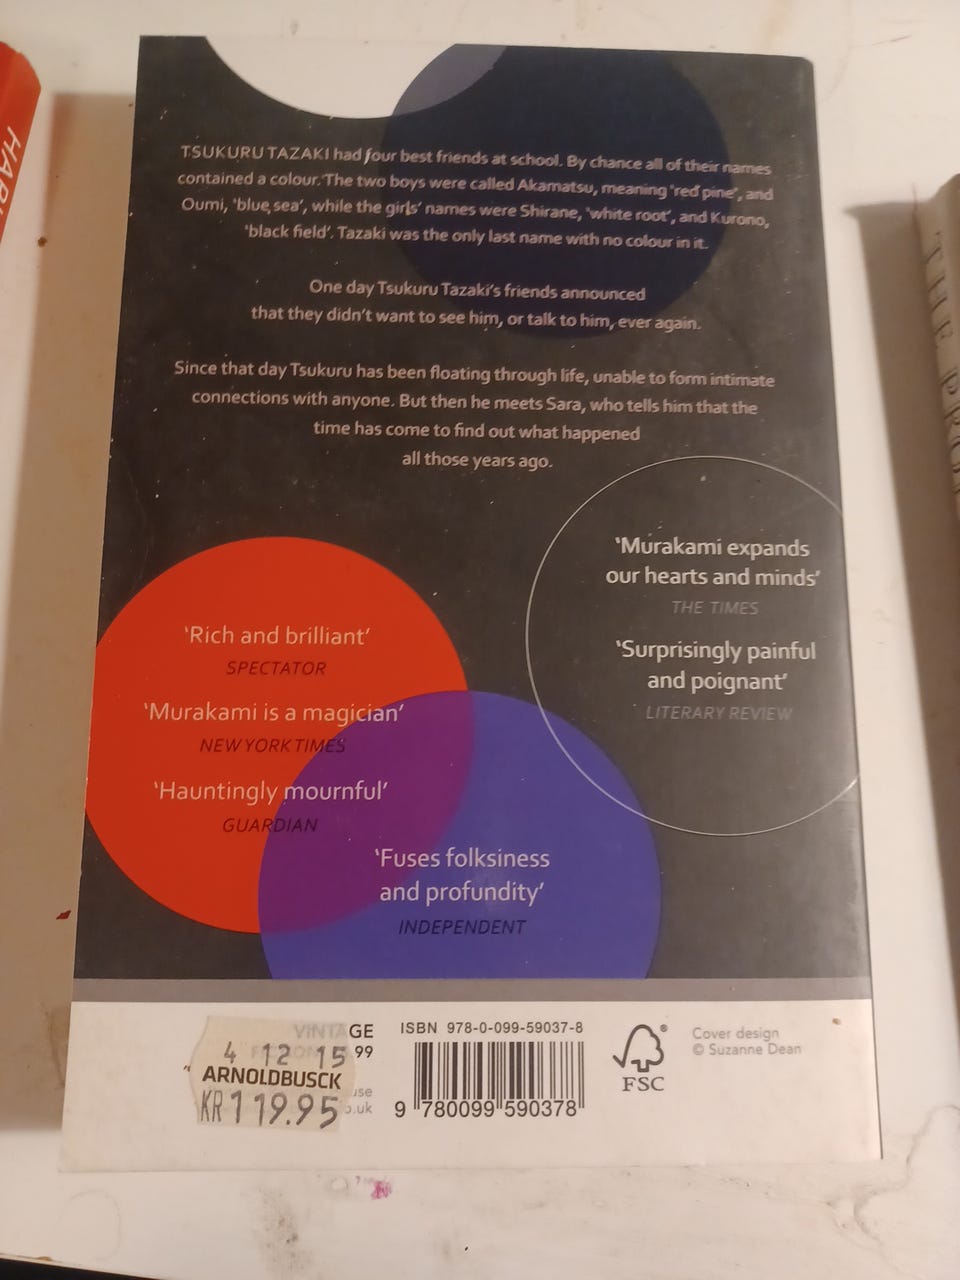 TSUKURU TAZAKI had four best friends at school. By chance all of their names
contained a colour. The two boys were called Akamatsu, meaning 'red pine', and
Oumi, 'blue sea', while the girls' names were Shirane, 'white root', and Kurono,
'black field'. Tazaki was the only last name with no colour in it.
One day Tsukuru Tazaki's friends announced
that they didn't want to see him, or talk to him, ever again.
Since that day Tsukuru has been floating through life, unable to form intimate
connections with anyone. But then he meets Sara, who tells him that the
time has come to find out what happened
all those years ago.
'Murakami expands
our hearts and minds'
THE TIMES
'Surprisingly painful
and poignant'
LITERARY REVIEW
'Rich and brilliant'
SPECTATOR
'Murakami is a magician'
NEW YORK TIMES
'Hauntingly mournful'
GUARDIAN
'Fuses folksiness
and profundity'
INDEPENDENT
VINTAGE
99
4 12 15
ARNOLDBUSCK
KR 119.95
.uk
ISBN 978-0-099-59037-8
9 780099 590378
FSC
Cover design
© Suzanne Dean
THE